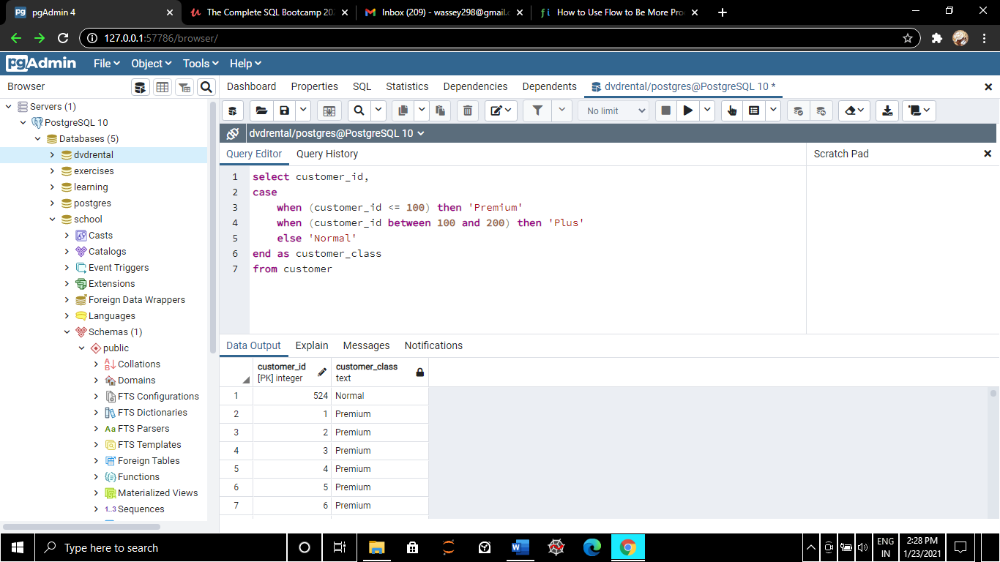 pgAdmin 4
The Complete SQL Bootcamp 202
Inbox (209) - wassey298@gmail.c
How to Use Flow to Be More Pro
127.0.0.1:57786/browser/
pgAdmin File Object Tools Help
Browser
Dashboard Properties SQL Statistics Dependencies Dependents dvdrental/postgres@PostgreSQL 10 *
No limit
dvdrental/postgres@PostgreSQL 10
Query Editor Query History
Scratch Pad
Servers (1)
PostgreSQL 10
Databases (5)
dvdrental
exercises
learning
postgres
school
Casts
Catalogs
Event Triggers
Extensions
Foreign Data Wrappers
Languages
Schemas (1)
public
Collations
Domains
FTS Configurations
FTS Dictionaries
Aa FTS Parsers
FTS Templates
Foreign Tables
Functions
Materialized Views
1..3 Sequences
1 select customer_id,
2 case
3 when (customer_id <= 100) then 'Premium'
4 when (customer_id between 100 and 200) then 'Plus'
5 else 'Normal'
6 end as customer_class
7 from customer
Data Output Explain Messages Notifications
customer_id customer_class
[PK] integer text
1 524 Normal
2 1 Premium
3 2 Premium
4 3 Premium
5 4 Premium
6 5 Premium
7 6 Premium
Type here to search
ENG
IN
2:28 PM
1/23/2021